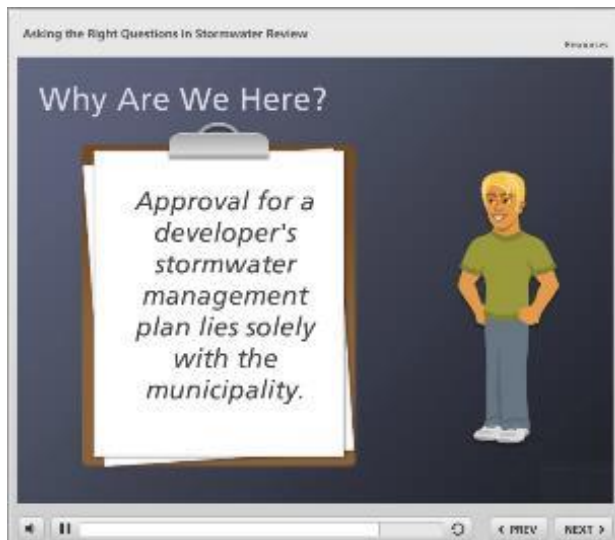 Asking the Right Questions in Stormwater Review
Resources
Why Are We Here?
Approval for a
developer's
stormwater
management
plan lies solely
with the
municipality.
< PREV
NEXT >